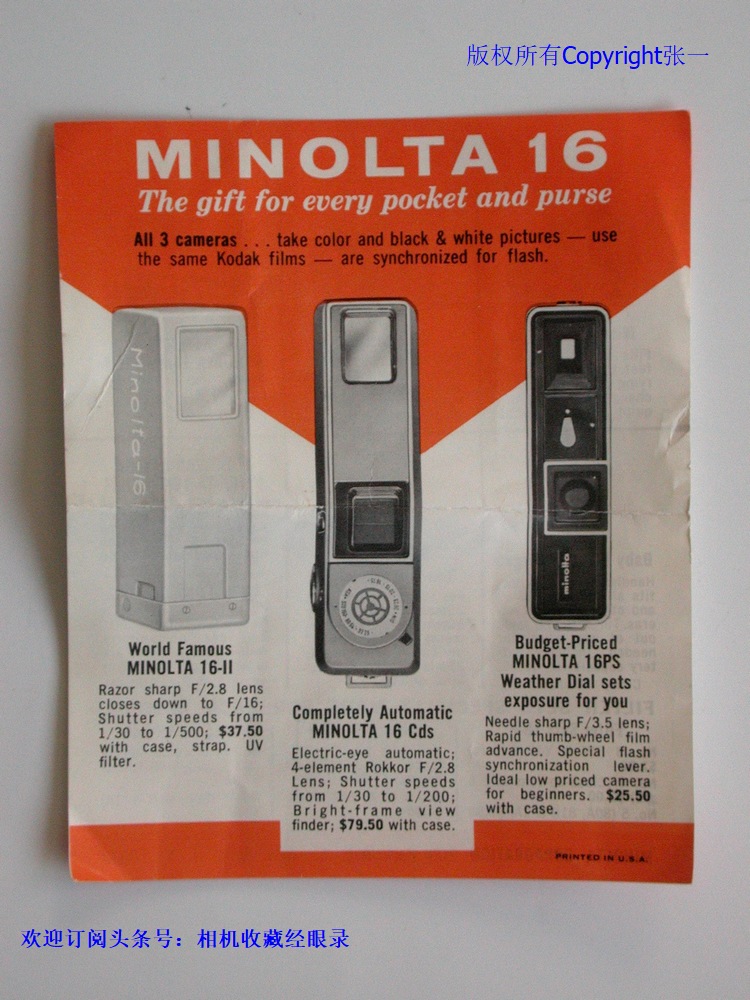 版权所有Copyright张一
MINOLTA 16
The gift for every pocket and purse
All 3 cameras . . . take color and black & white pictures — use
the same Kodak films — are synchronized for flash.
Minolta-16
minolta
World Famous
MINOLTA 16-II
Razor sharp F/2.8 lens
closes down to F/16;
Shutter speeds from
1/30 to 1/500; $37.50
with case, strap. UV
filter.
Completely Automatic
MINOLTA 16 Cds
Electric-eye automatic;
4-element Rokkor F/2.8
Lens; Shutter speeds
from 1/30 to 1/200;
Bright-frame view
finder; $79.50 with case.
Budget-Priced
MINOLTA 16PS
Weather Dial sets
exposure for you
Needle sharp F/3.5 lens;
Rapid thumb-wheel film
advance. Special flash
synchronization lever.
Ideal low priced camera
for beginners. $25.50
with case.
PRINTED IN U.S.A.
欢迎订阅头条号：相机收藏经眼录